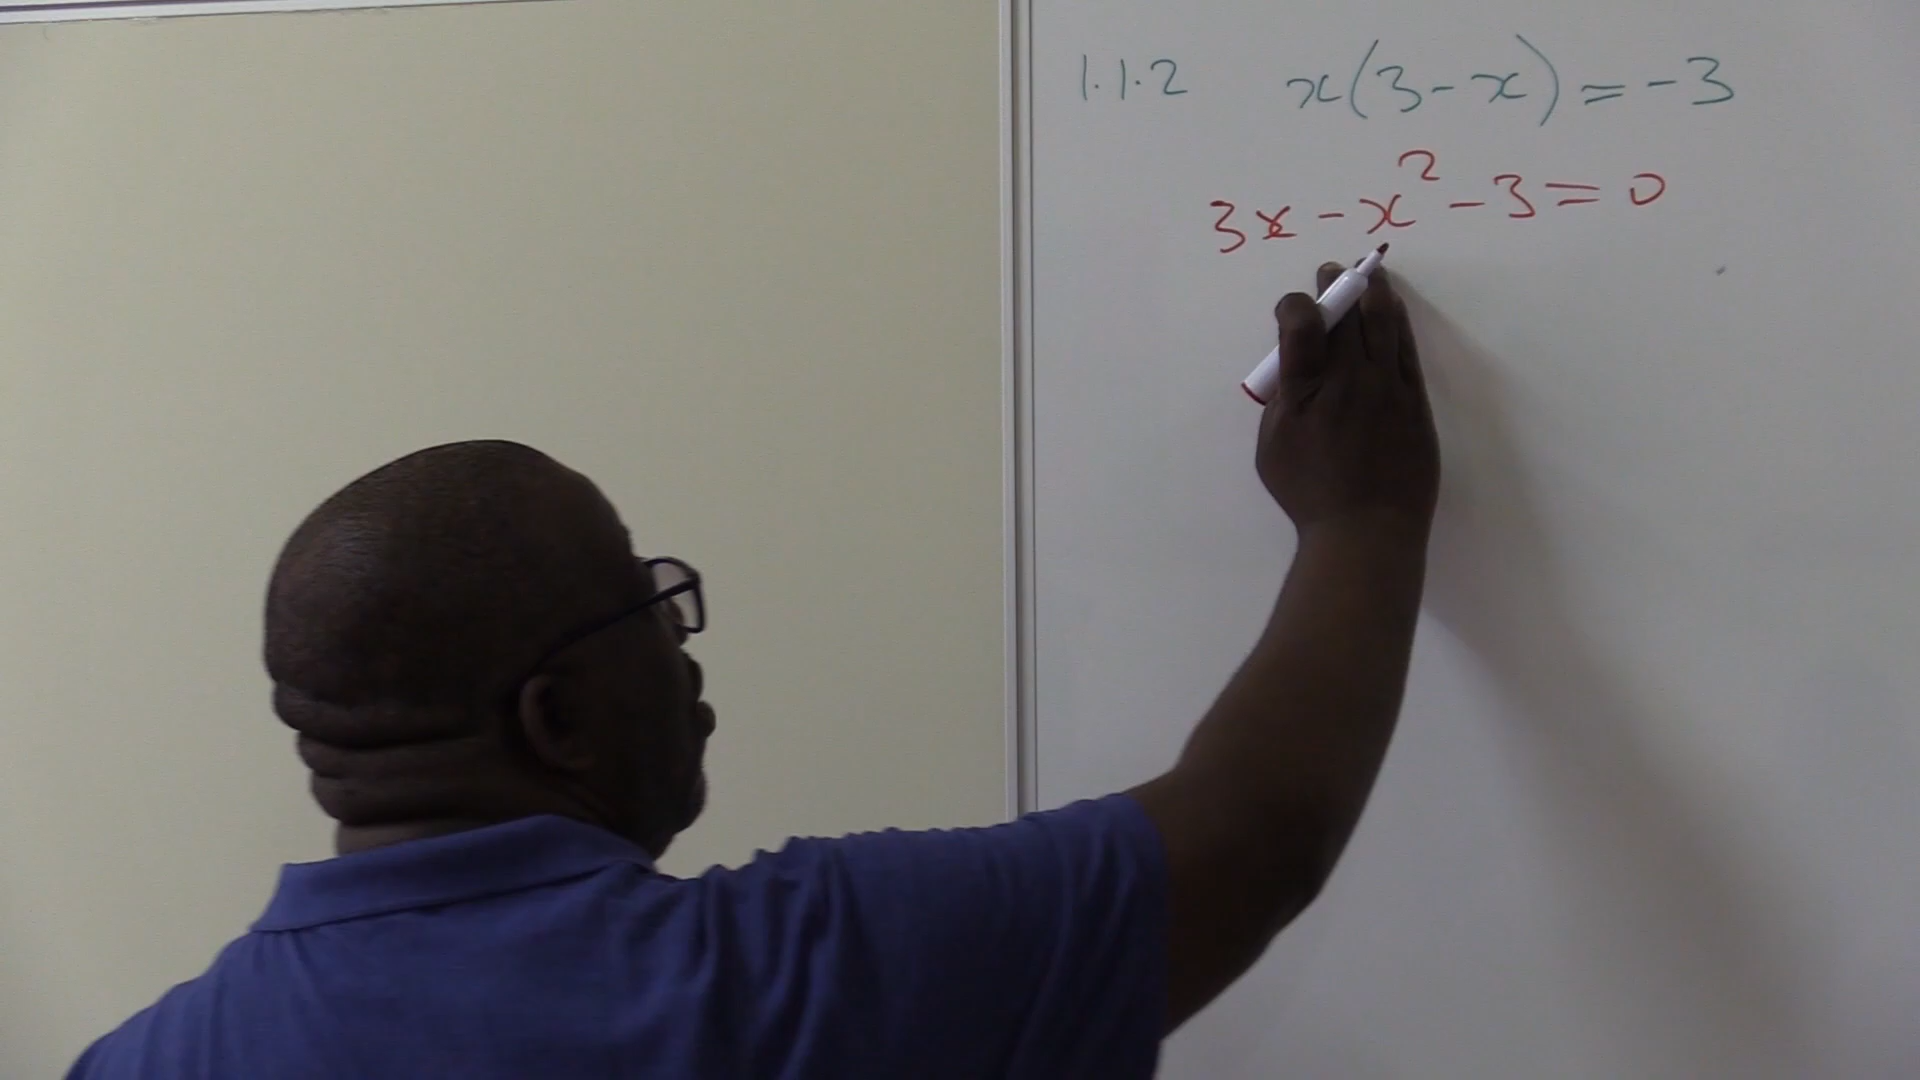 1.1.2 x(3-x) = -3
3x - x² - 3 = 0